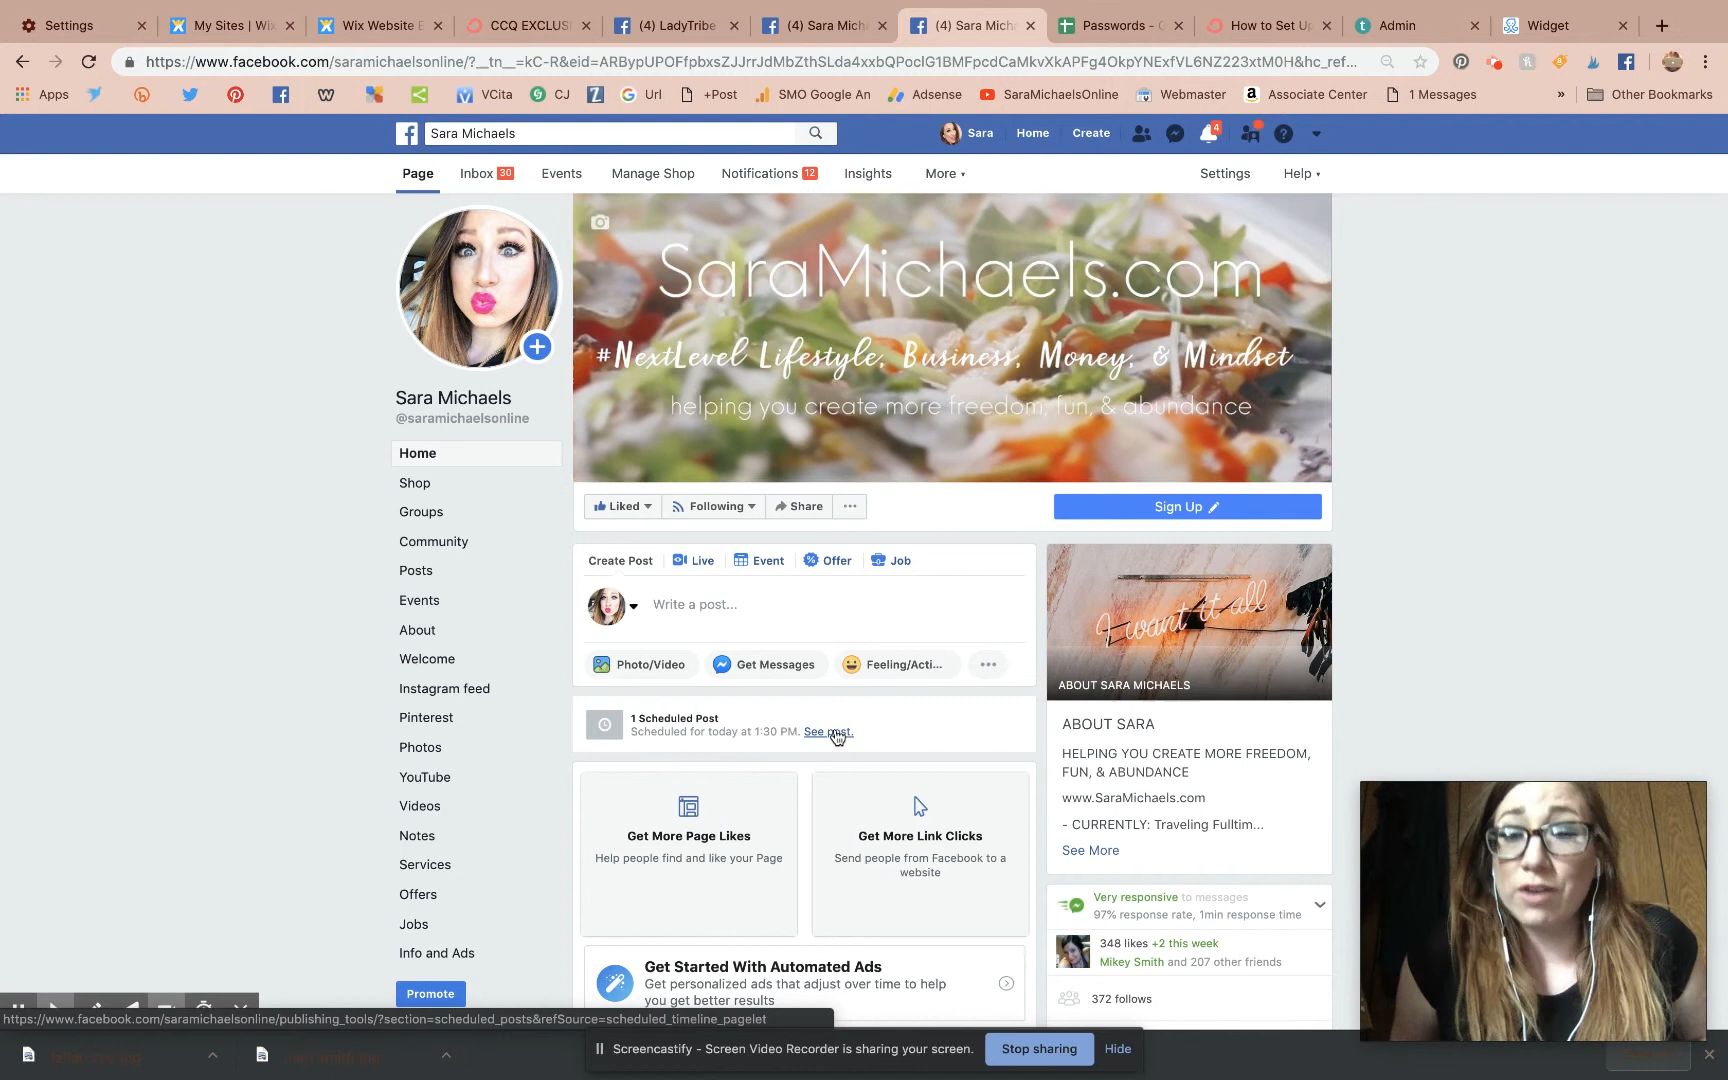 Settings
My Sites | Wix
Wix Website E
CCQ EXCLUSI
(4) LadyTribe
(4) Sara Mich
(4) Sara Mich
Passwords - C
How to Set Up
Admin
Widget
https://www.facebook.com/saramichaelsonline/?__tn__=kC-R&eid=ARBypUPOFfpbxsZJJrrJdMbZthSLda4xxbQPocIG1BMFpcdCaMkvXkAPFg4OkpYNExfVL6NZ223xtM0H&hc_ref...
Apps
VCita
CJ
Url
+Post
SMO Google An
Adsense
SaraMichaelsOnline
Webmaster
Associate Center
1 Messages
»
Other Bookmarks
Sara Michaels
Sara
Home
Create
4
Page
Inbox 30
Events
Manage Shop
Notifications 12
Insights
More
Settings
Help
SaraMichaels.com
#NextLevel Lifestyle, Business, Money, & Mindset
helping you create more freedom, fun, & abundance
Sara Michaels
@saramichaelsonline
Home
Shop
Groups
Community
Posts
Events
About
Welcome
Instagram feed
Pinterest
Photos
YouTube
Videos
Notes
Services
Offers
Jobs
Info and Ads
Promote
Liked
Following
Share
Sign Up
Create Post
Live
Event
Offer
Job
Write a post...
Photo/Video
Get Messages
Feeling/Acti...
1 Scheduled Post
Scheduled for today at 1:30 PM. See post.
Get More Page Likes
Help people find and like your Page
Get More Link Clicks
Send people from Facebook to a
website
Get Started With Automated Ads
Get personalized ads that adjust over time to help
you get better results
I want it all
ABOUT SARA MICHAELS
ABOUT SARA
HELPING YOU CREATE MORE FREEDOM,
FUN, & ABUNDANCE
www.SaraMichaels.com
- CURRENTLY: Traveling Fulltim...
See More
Very responsive to messages
97% response rate, 1min response time
348 likes +2 this week
Mikey Smith and 207 other friends
372 follows
https://www.facebook.com/saramichaelsonline/publishing_tools/?section=scheduled_posts&refSource=scheduled_timeline_pagelet
Screencastify - Screen Video Recorder is sharing your screen.
Stop sharing
Hide